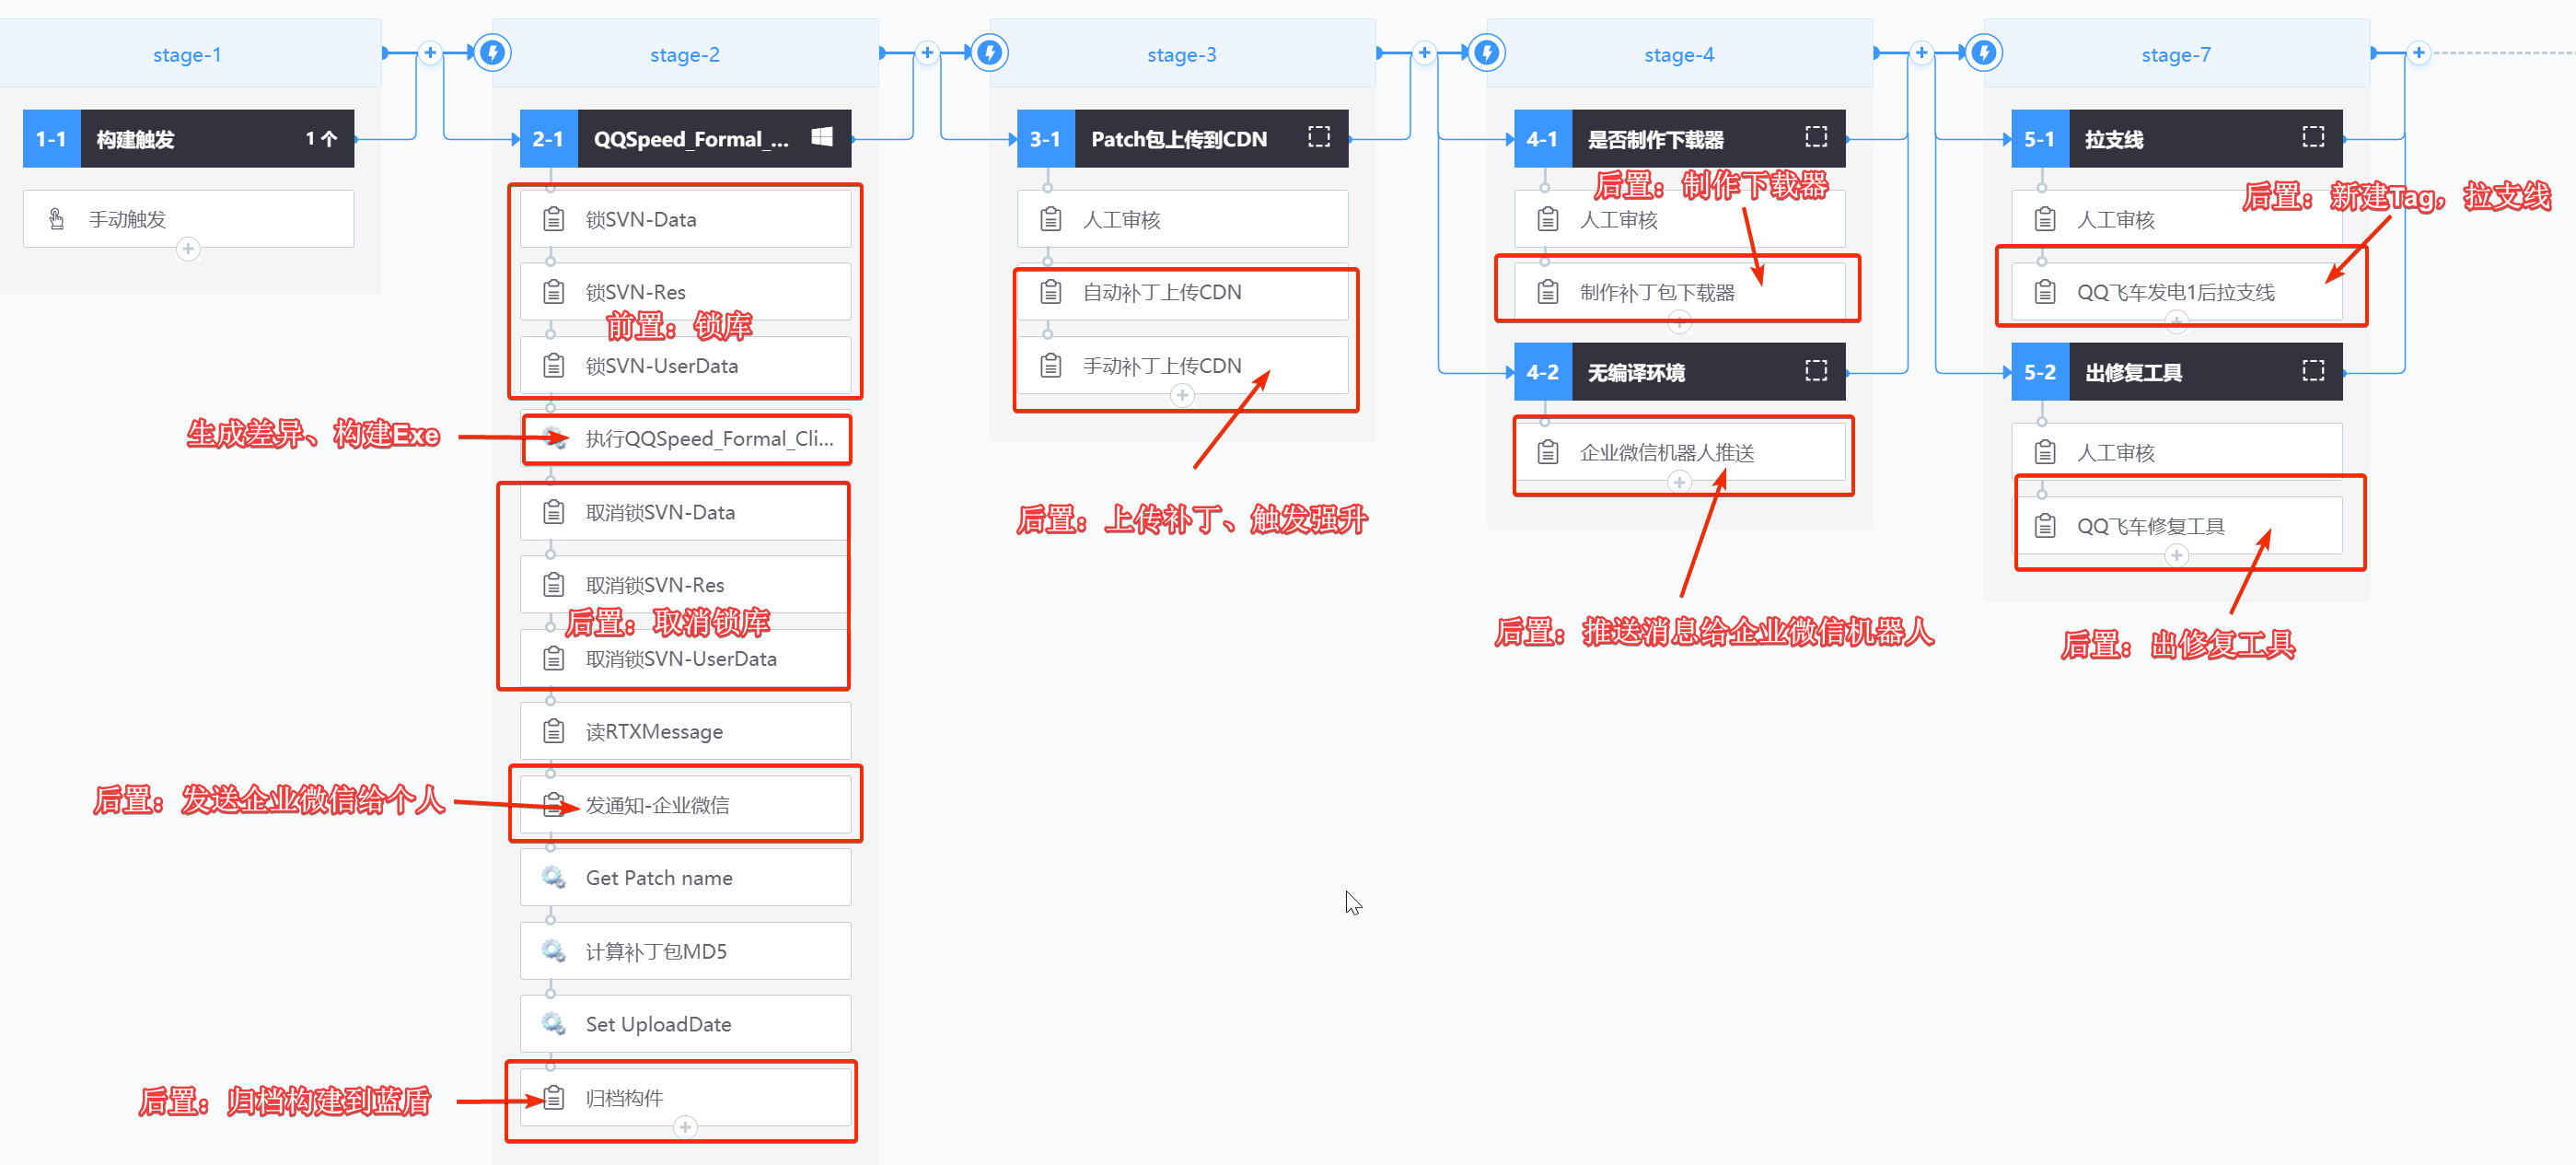 stage-1
1-1 构建触发 1 个
手动触发
stage-2
2-1 QQSpeed_Formal_...
锁SVN-Data
锁SVN-Res
前置：锁库
锁SVN-UserData
生成差异、构建Exe
执行QQSpeed_Formal_Cli...
取消锁SVN-Data
取消锁SVN-Res
后置：取消锁库
取消锁SVN-UserData
读RTXMessage
后置：发送企业微信给个人
发通知-企业微信
Get Patch name
计算补丁包MD5
Set UploadDate
后置：归档构建到蓝盾
归档构件
stage-3
3-1 Patch包上传到CDN
人工审核
自动补丁上传CDN
手动补丁上传CDN
后置：上传补丁、触发强升
stage-4
4-1 是否制作下载器
后置：制作下载器
人工审核
制作补丁包下载器
4-2 无编译环境
企业微信机器人推送
后置：推送消息给企业微信机器人
stage-7
5-1 拉支线
后置：新建Tag，拉支线
人工审核
QQ飞车发电1后拉支线
5-2 出修复工具
人工审核
QQ飞车修复工具
后置：出修复工具